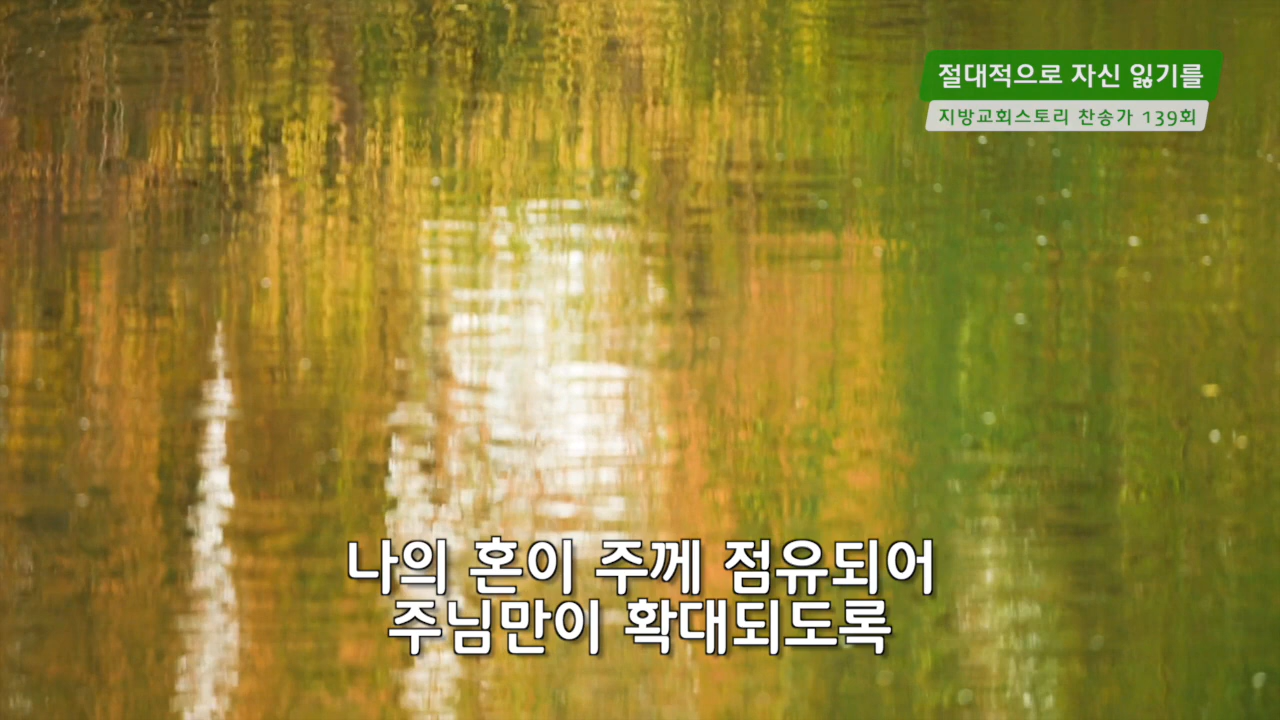 절대적으로 자신 잃기를
지방교회스토리 찬송가 139회
나의 혼이 주께 점유되어
주님만이 확대되도록